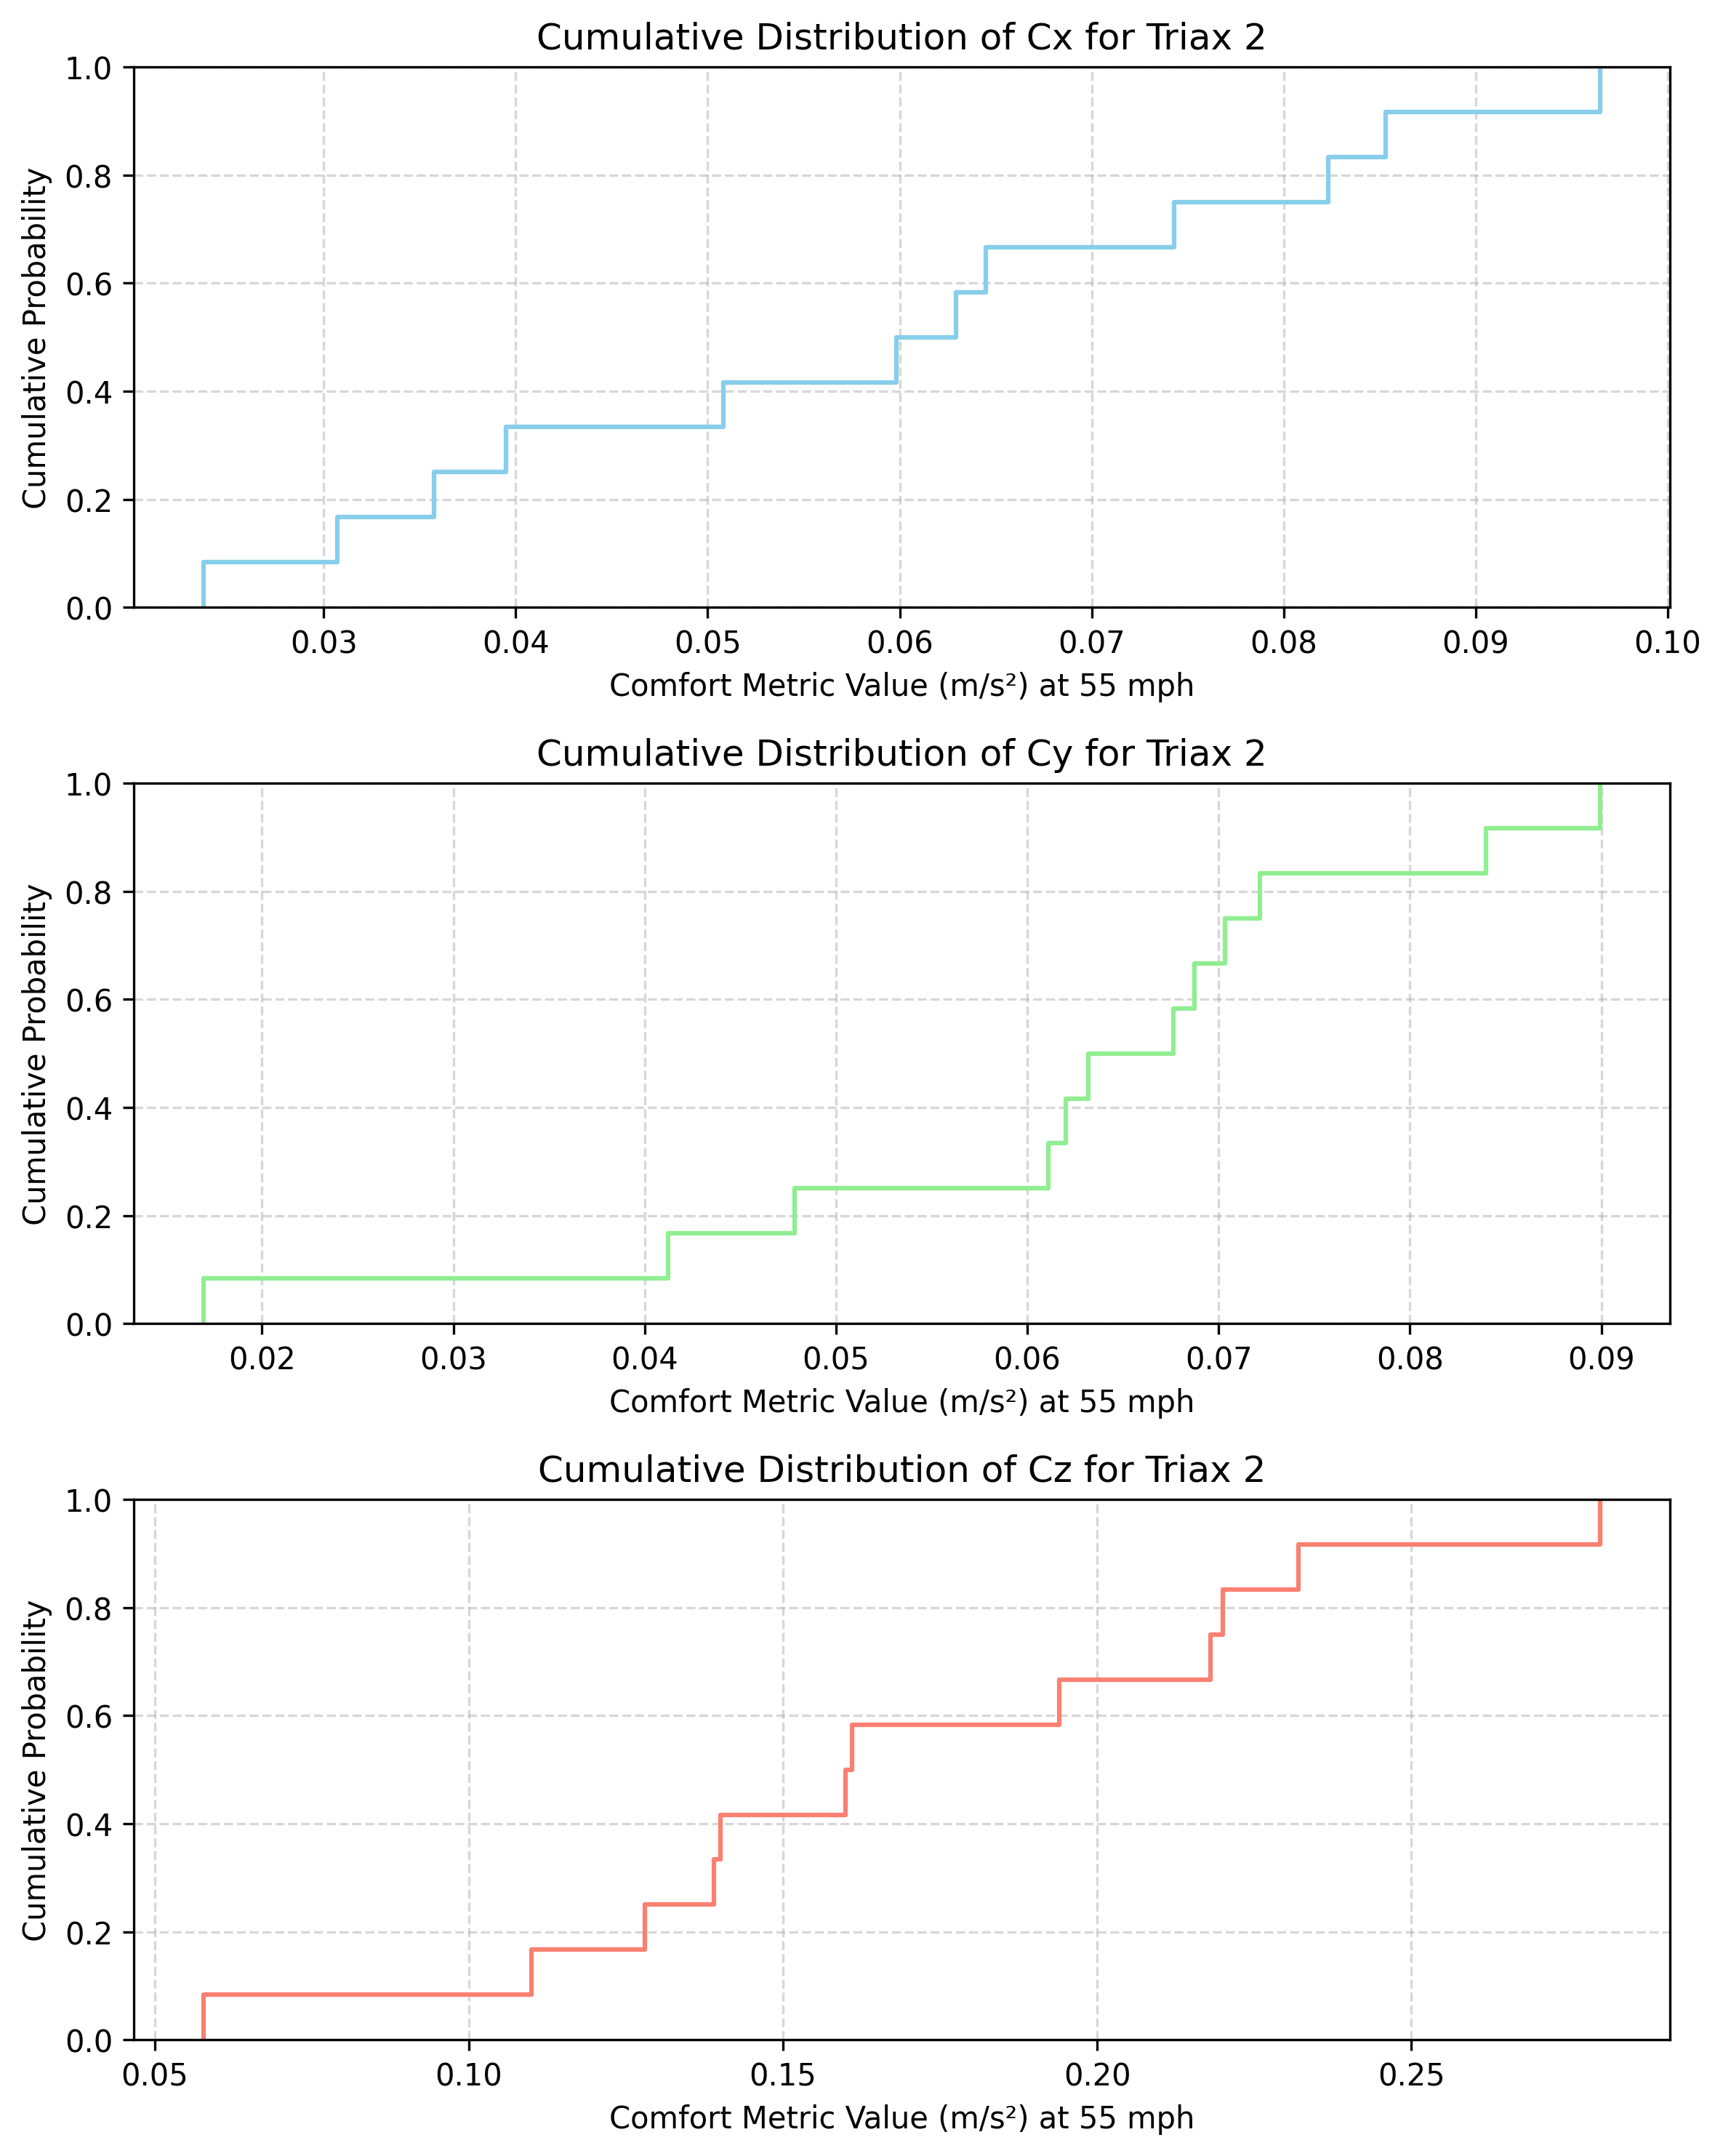 Cumulative Distribution of Cx for Triax 2
1.0
0.8
0.6
0.4
0.2
0.0
Cumulative Probability
0.03 0.04 0.05 0.06 0.07 0.08 0.09 0.10
Comfort Metric Value (m/s²) at 55 mph
Cumulative Distribution of Cy for Triax 2
1.0
0.8
0.6
0.4
0.2
0.0
Cumulative Probability
0.02 0.03 0.04 0.05 0.06 0.07 0.08 0.09
Comfort Metric Value (m/s²) at 55 mph
Cumulative Distribution of Cz for Triax 2
1.0
0.8
0.6
0.4
0.2
0.0
Cumulative Probability
0.05 0.10 0.15 0.20 0.25
Comfort Metric Value (m/s²) at 55 mph